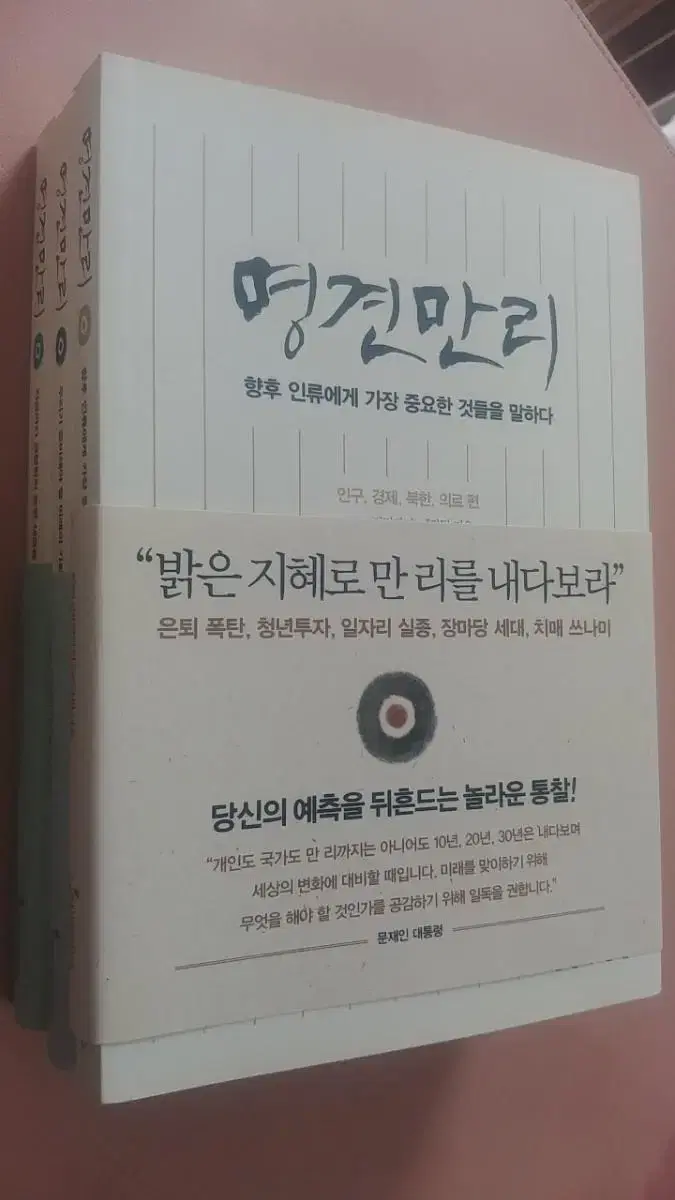 명견만리
향후 인류에게 가장 중요한 것들을 말하다
인구, 경제, 북한, 의료 편
“밝은 지혜로 만 리를 내다보라”
은퇴 폭탄, 청년투자, 일자리 실종, 장마당 세대, 치매 쓰나미
당신의 예측을 뒤흔드는 놀라운 통찰!
“개인도 국가도 만 리까지는 아니어도 10년, 20년, 30년은 내다보며
세상의 변화에 대비할 때입니다. 미래를 맞이하기 위해
무엇을 해야 할 것인가를 공감하기 위해 일독을 권합니다.”
문재인 대통령
명견만리
향후 인류에게 가장
명견만리
명견만리